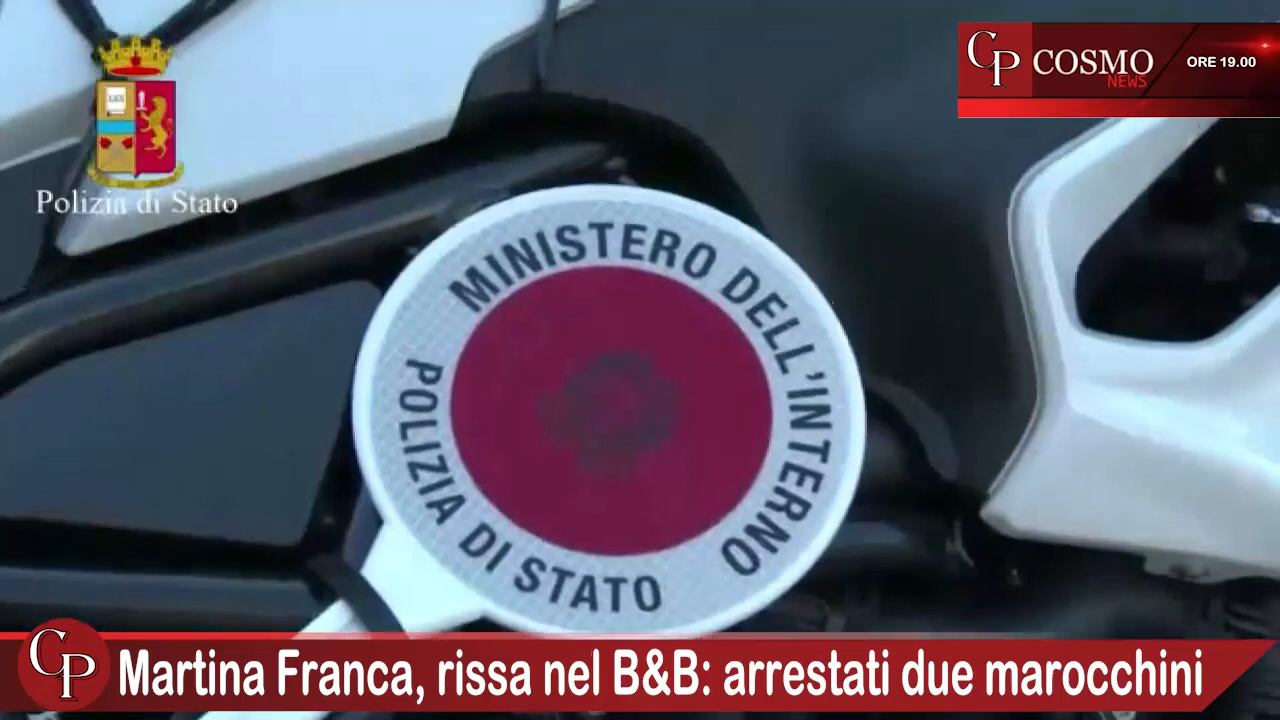 Polizia di Stato
CP COSMO
NEWS
ORE 19.00
MINISTERO DELL'INTERNO
POLIZIA DI STATO
CP
Martina Franca, rissa nel B&B: arrestati due marocchini